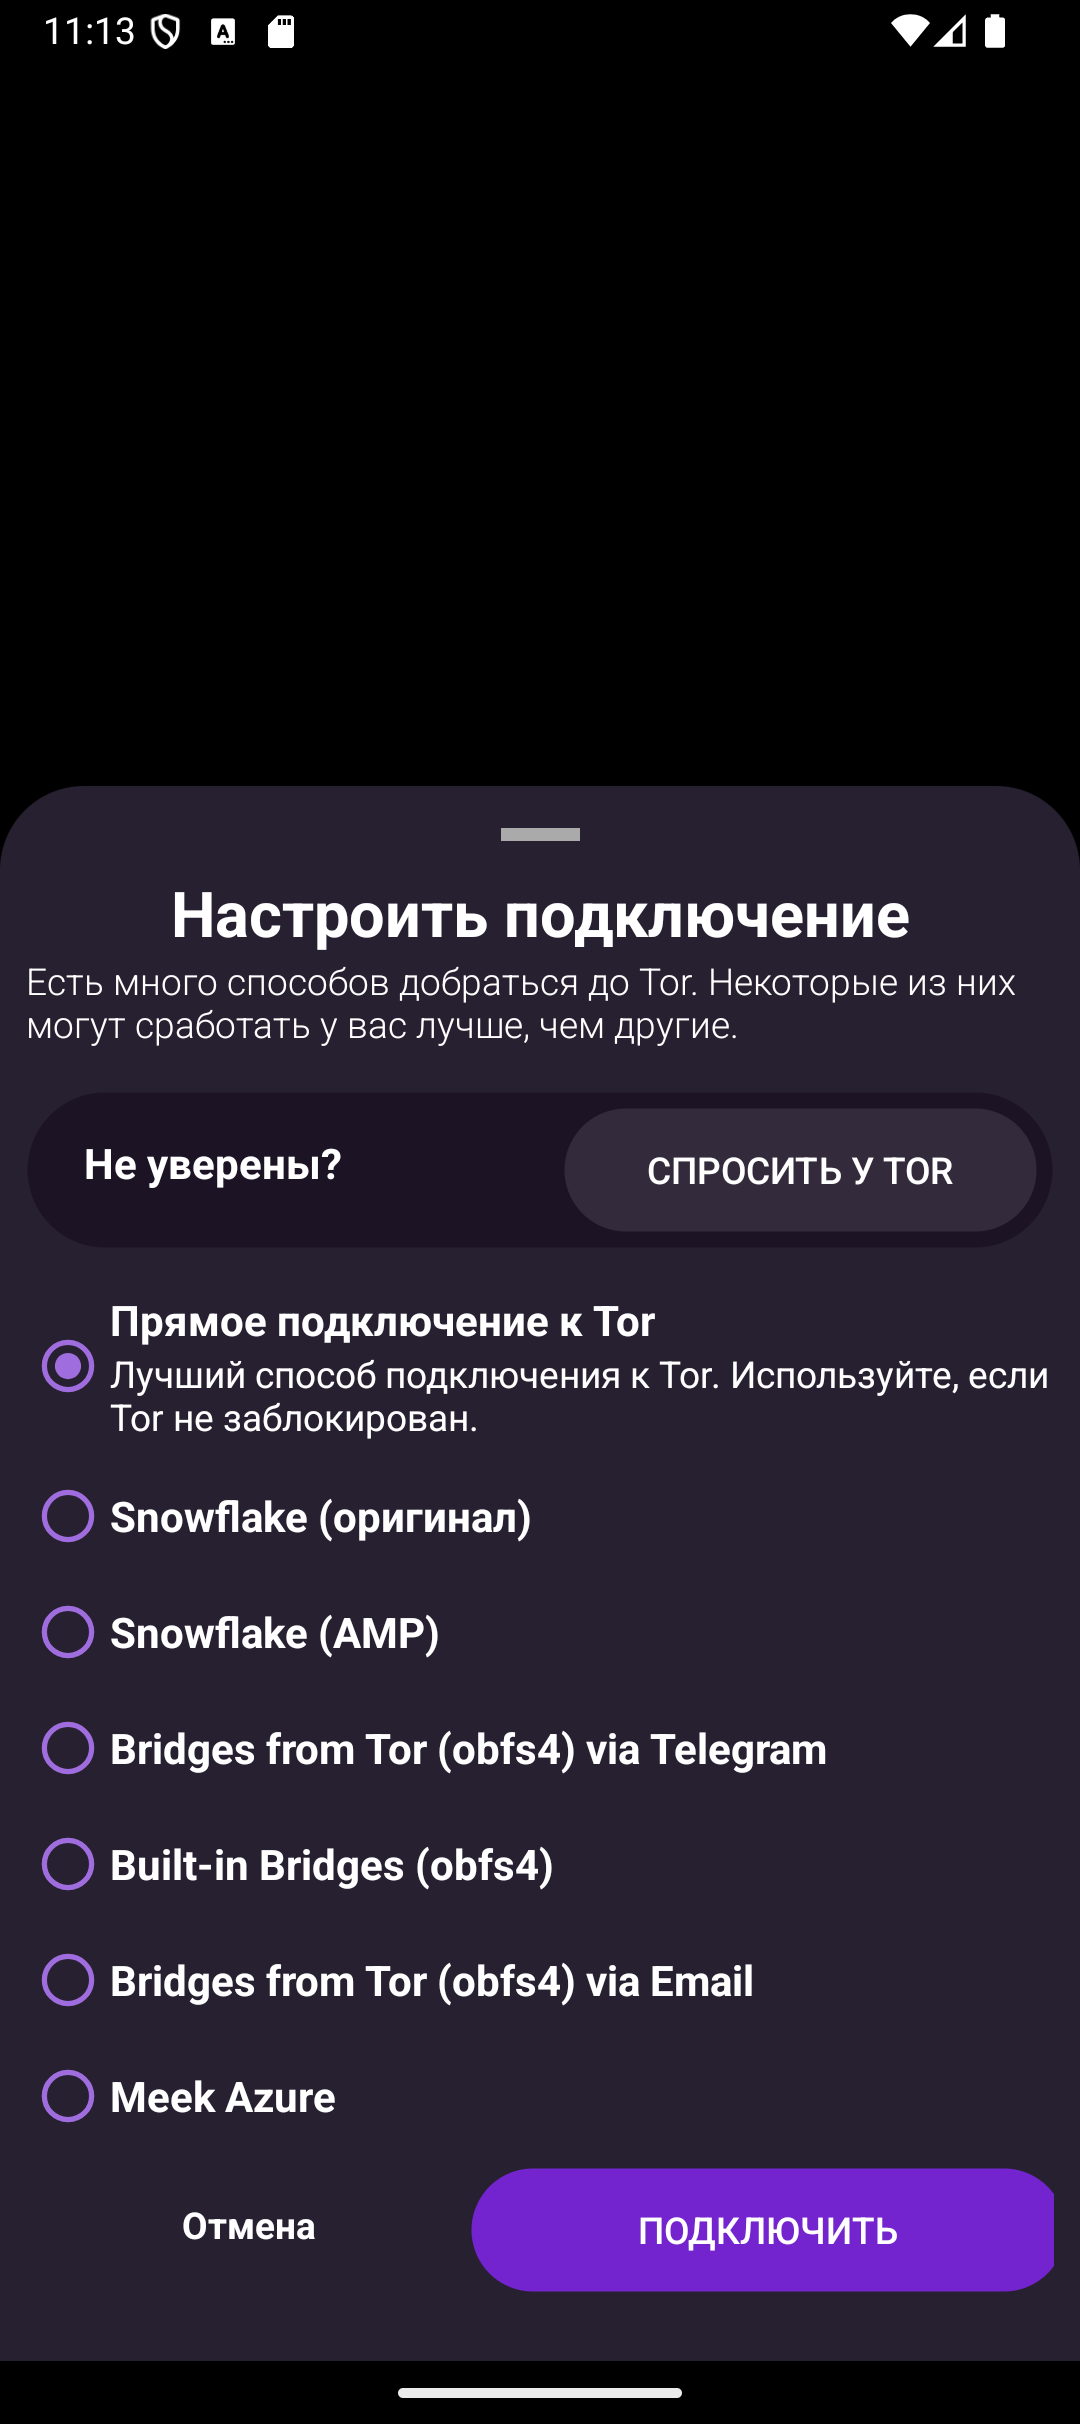 11:13
Настроить подключение
Есть много способов добраться до Tor. Некоторые из них
могут сработать у вас лучше, чем другие.
Не уверены?
СПРОСИТЬ У TOR
Прямое подключение к Tor
Лучший способ подключения к Tor. Используйте, если
Tor не заблокирован.
Snowflake (оригинал)
Snowflake (AMP)
Bridges from Tor (obfs4) via Telegram
Built-in Bridges (obfs4)
Bridges from Tor (obfs4) via Email
Meek Azure
Отмена
ПОДКЛЮЧИТЬ